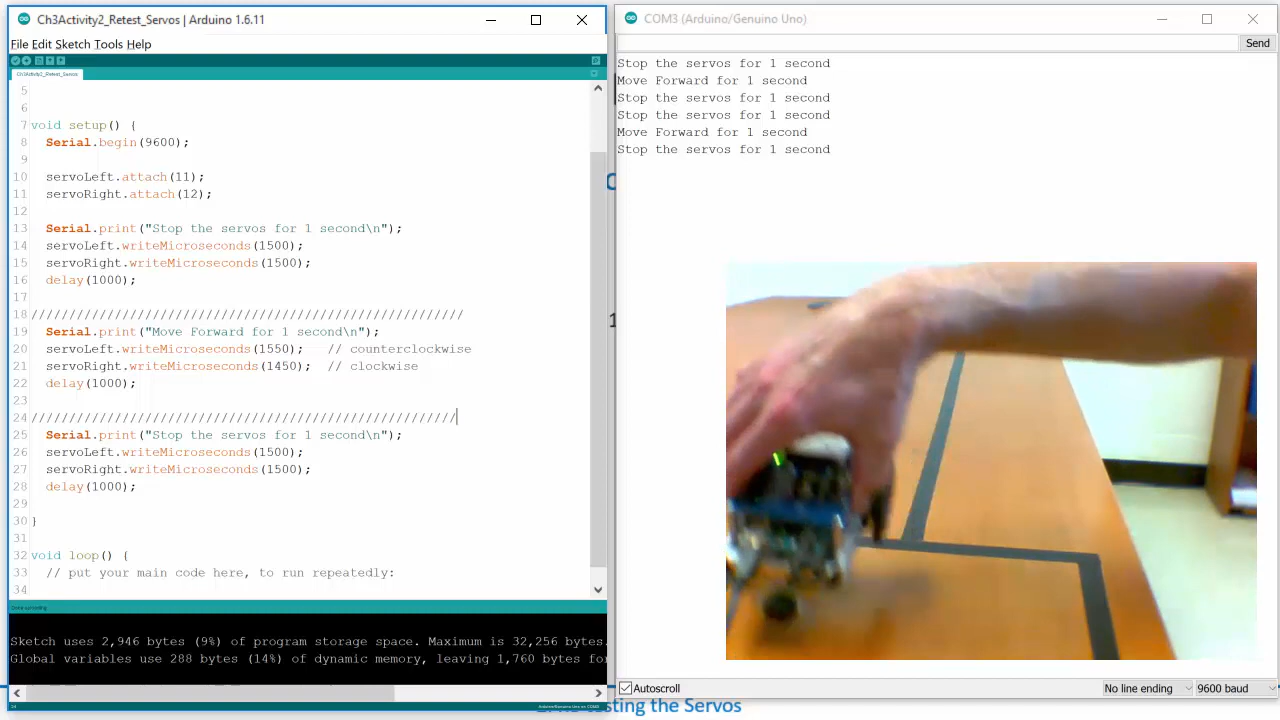 Ch3Activity2_Retest_Servos | Arduino 1.6.11
File Edit Sketch Tools Help
Ch3Activity2_Retest_Servos
5
6
7 void setup() {
8 Serial.begin(9600);
9
10 servoLeft.attach(11);
11 servoRight.attach(12);
12
13 Serial.print("Stop the servos for 1 second\n");
14 servoLeft.writeMicroseconds(1500);
15 servoRight.writeMicroseconds(1500);
16 delay(1000);
17
18 /////////////////////////////////////////////////////////
19 Serial.print("Move Forward for 1 second\n");
20 servoLeft.writeMicroseconds(1550); // counterclockwise
21 servoRight.writeMicroseconds(1450); // clockwise
22 delay(1000);
23
24 ////////////////////////////////////////////////////////
25 Serial.print("Stop the servos for 1 second\n");
26 servoLeft.writeMicroseconds(1500);
27 servoRight.writeMicroseconds(1500);
28 delay(1000);
29
30 }
31
32 void loop() {
33 // put your main code here, to run repeatedly:
34
Done uploading
Sketch uses 2,946 bytes (9%) of program storage space. Maximum is 32,256 bytes.
Global variables use 288 bytes (14%) of dynamic memory, leaving 1,760 bytes for
24
Arduino/Genuino Uno on COM3
COM3 (Arduino/Genuino Uno)
Send
Stop the servos for 1 second
Move Forward for 1 second
Stop the servos for 1 second
Stop the servos for 1 second
Move Forward for 1 second
Stop the servos for 1 second
Autoscroll
No line ending
9600 baud
the Servos